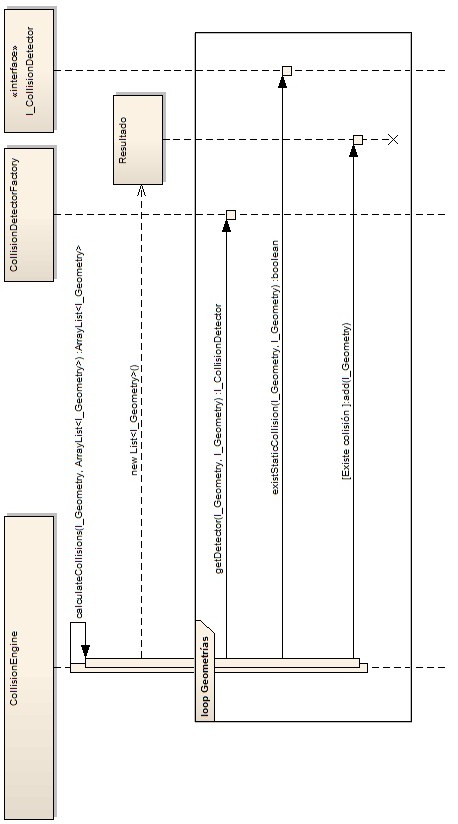 CollisionEngine
CollisionDetectorFactory
«interface»
I_CollisionDetector
calculateCollisions(I_Geometry, ArrayList<I_Geometry>) :ArrayList<I_Geometry>
new List<I_Geometry>()
Resultado
loop Geometrías
getDetector(I_Geometry, I_Geometry) :I_CollisionDetector
existStaticCollision(I_Geometry, I_Geometry) :boolean
[Existe colisión ]:add(I_Geometry)